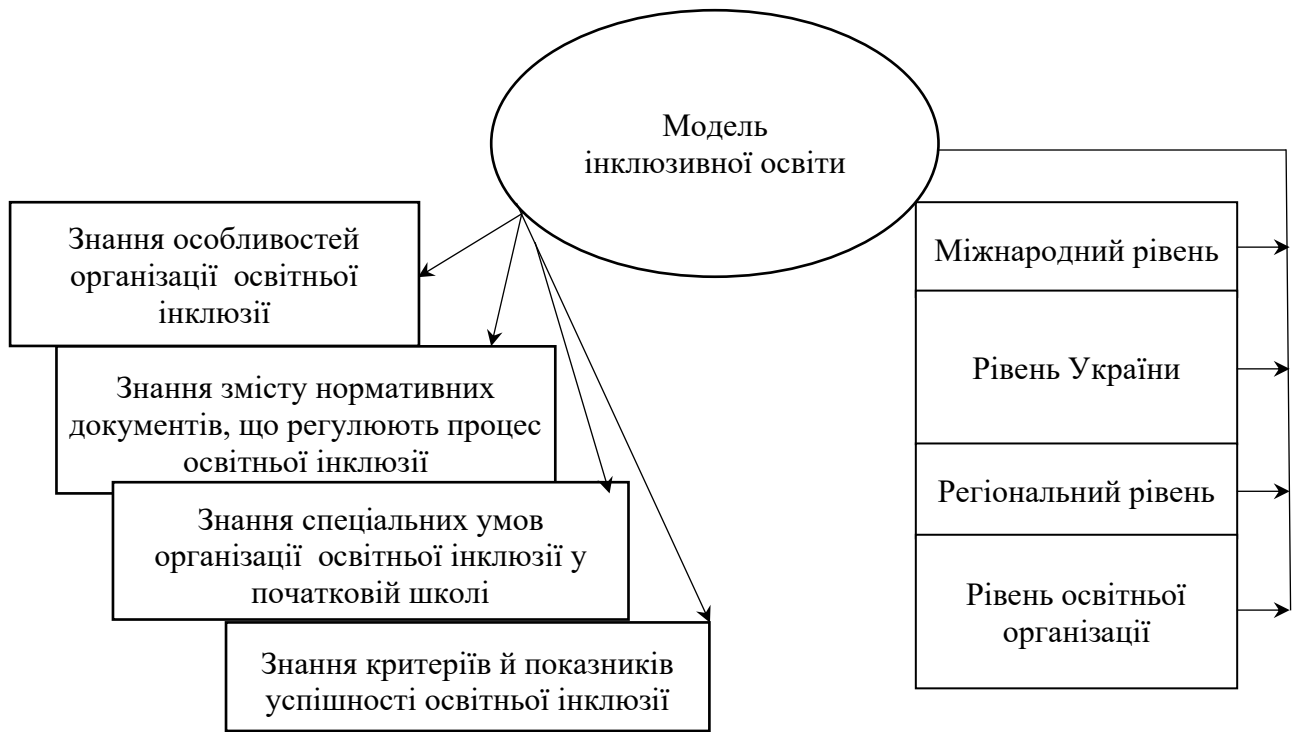 Модель
інклюзивної освіти
Знання особливостей
організації освітньої
інклюзії
Знання змісту нормативних
документів, що регулюють процес
освітньої інклюзії
Знання спеціальних умов
організації освітньої інклюзії у
початковій школі
Знання критеріїв й показників
успішності освітньої інклюзії
Міжнародний рівень
Рівень України
Регіональний рівень
Рівень освітньої
організації